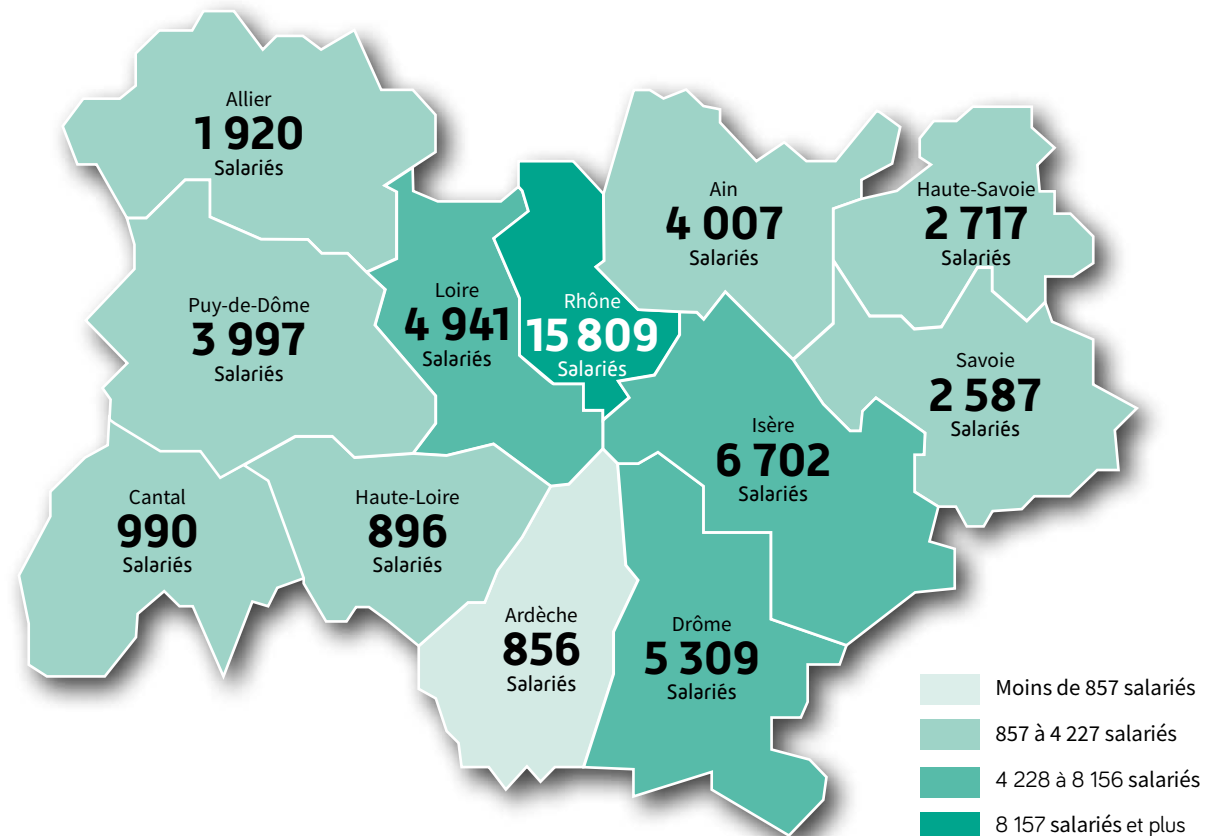 Allier
1 920
Salariés
Ain
4 007
Salariés
Haute-Savoie
2 717
Salariés
Puy-de-Dôme
3 997
Salariés
Loire
4 941
Salariés
Rhône
15 809
Salariés
Savoie
2 587
Salariés
Isère
6 702
Salariés
Cantal
990
Salariés
Haute-Loire
896
Salariés
Ardèche
856
Salariés
Drôme
5 309
Salariés
Moins de 857 salariés
857 à 4 227 salariés
4 228 à 8 156 salariés
8 157 salariés et plus